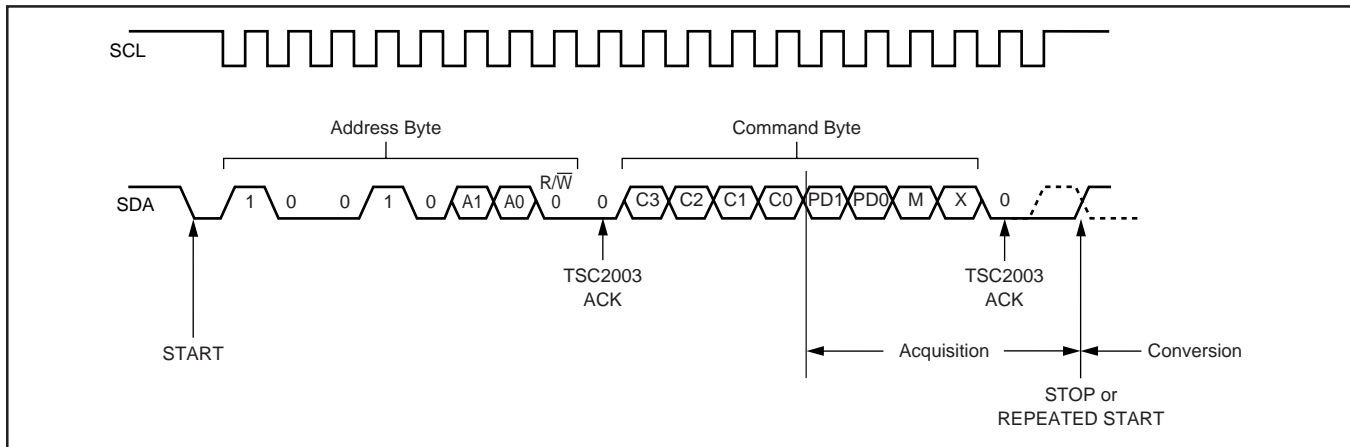 SCL
Address Byte
Command Byte
R/W̅
SDA
1 0 0 1 0 A1 A0 0 0 C3 C2 C1 C0 PD1 PD0 M X 0
TSC2003
ACK
TSC2003
ACK
START
Acquisition
Conversion
STOP or
REPEATED START